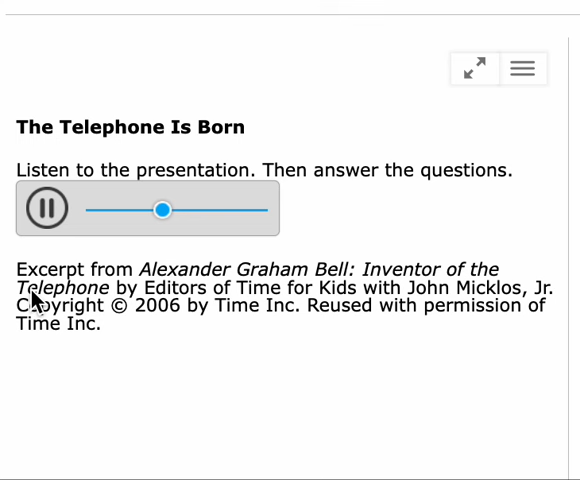 The Telephone Is Born
Listen to the presentation. Then answer the questions.
Excerpt from Alexander Graham Bell: Inventor of the
Telephone by Editors of Time for Kids with John Micklos, Jr.
Copyright © 2006 by Time Inc. Reused with permission of
Time Inc.